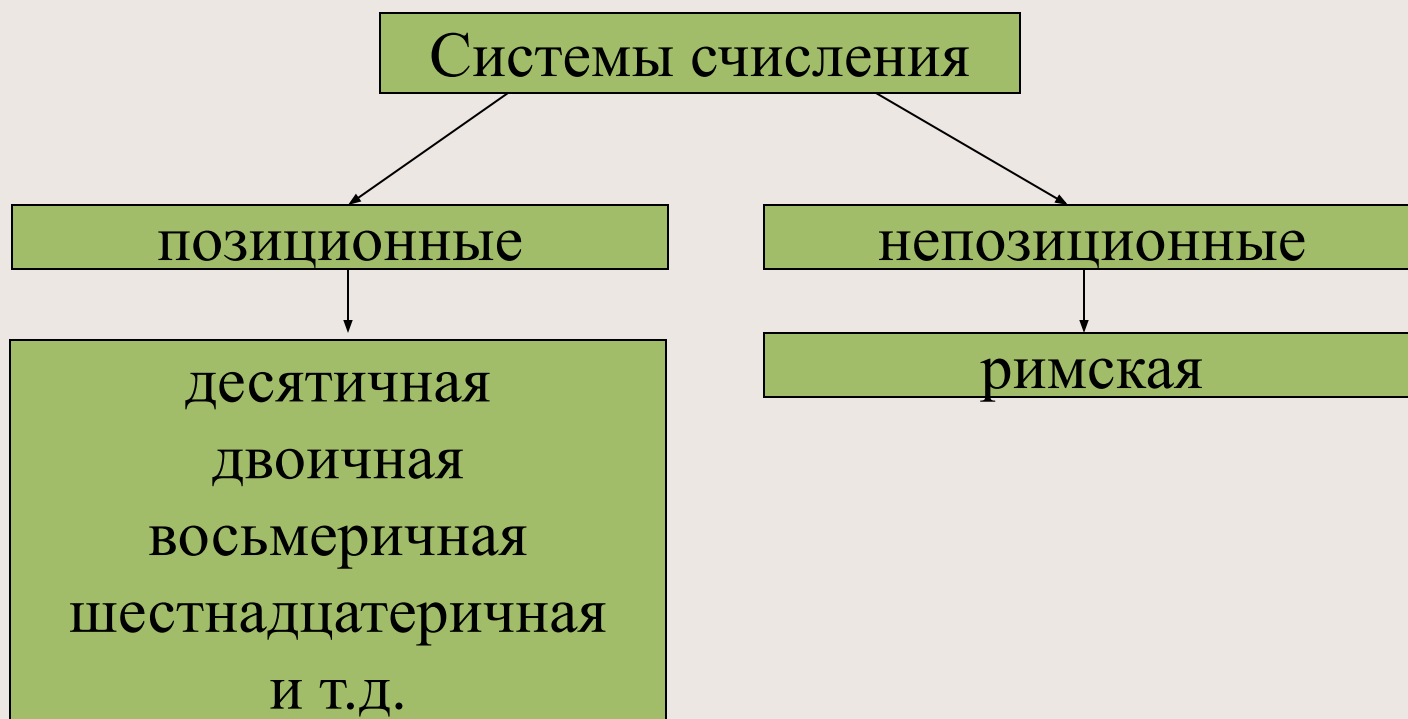 Системы счисления
позиционные
непозиционные
десятичная
двоичная
восьмеричная
шестнадцатеричная
и т.д.
римская